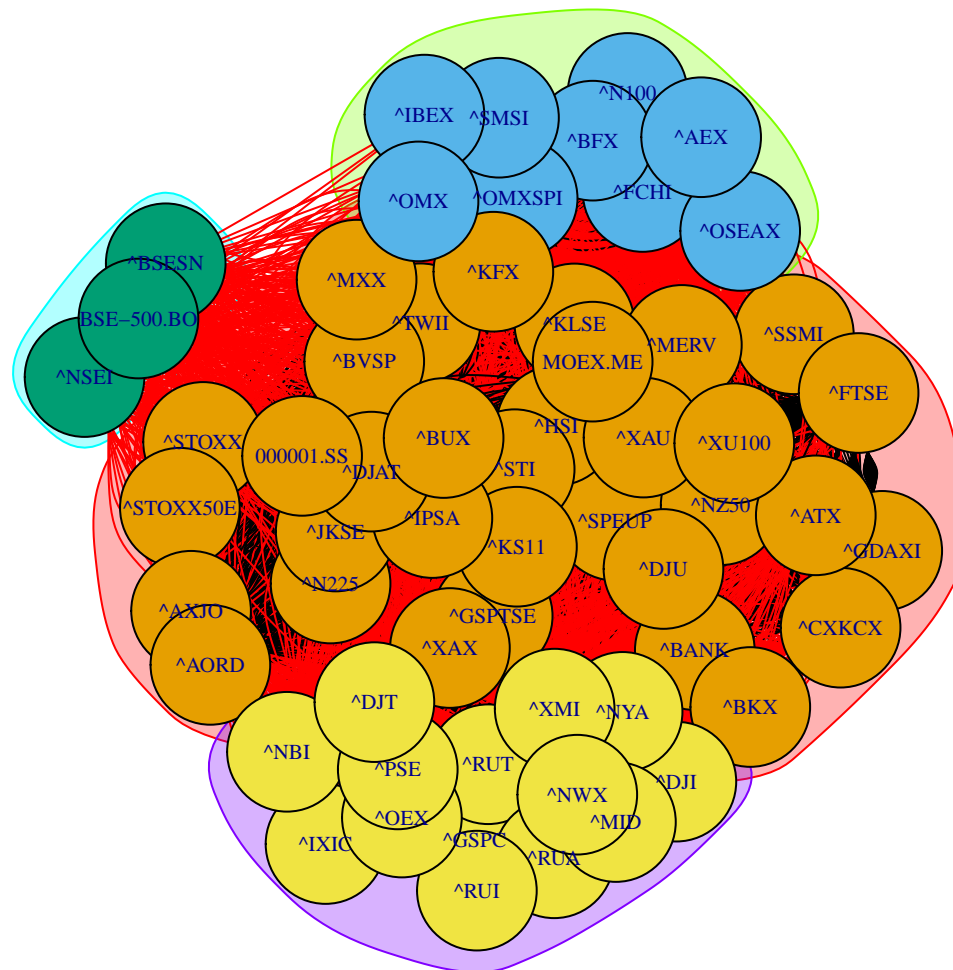 ^N100
^IBEX
^SMSI
^AEX
^BFX
^FCHI
^OMXSPI
^OMX
^OSEAX
^BSESN
^KFX
^MXX
BSE−500.BO
^TWII
^KLSE
^SSMI
^MERV
^BVSP
MOEX.ME
^NSEI
^FTSE
^HSI
^BUX
^XAU
^STOXX
^XU100
000001.SS
^DJAT
^STI
^STOXX50E
^NZ50
^ATX
^IPSA
^SPEUP
^JKSE
^KS11
^GDAXI
^DJU
^N225
^AXJO
^GSPTSE
^CXKCX
^XAX
^BANK
^AORD
^DJT
^BKX
^XMI
^NYA
^NBI
^RUT
^PSE
^DJI
^NWX
^OEX
^MID
^IXIC
^GSPC
^RUA
^RUI